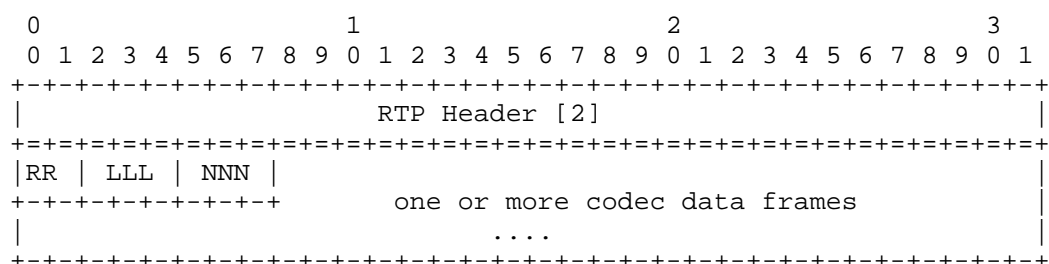 0                   1                   2                   3
 0 1 2 3 4 5 6 7 8 9 0 1 2 3 4 5 6 7 8 9 0 1 2 3 4 5 6 7 8 9 0 1
+-+-+-+-+-+-+-+-+-+-+-+-+-+-+-+-+-+-+-+-+-+-+-+-+-+-+-+-+-+-+-+-+
|                      RTP Header [2]                           |
+=+=+=+=+=+=+=+=+=+=+=+=+=+=+=+=+=+=+=+=+=+=+=+=+=+=+=+=+=+=+=+=+
|RR | LLL | NNN |                                               |
+-+-+-+-+-+-+-+-+       one or more codec data frames           |
|                             ....                              |
+-+-+-+-+-+-+-+-+-+-+-+-+-+-+-+-+-+-+-+-+-+-+-+-+-+-+-+-+-+-+-+-+